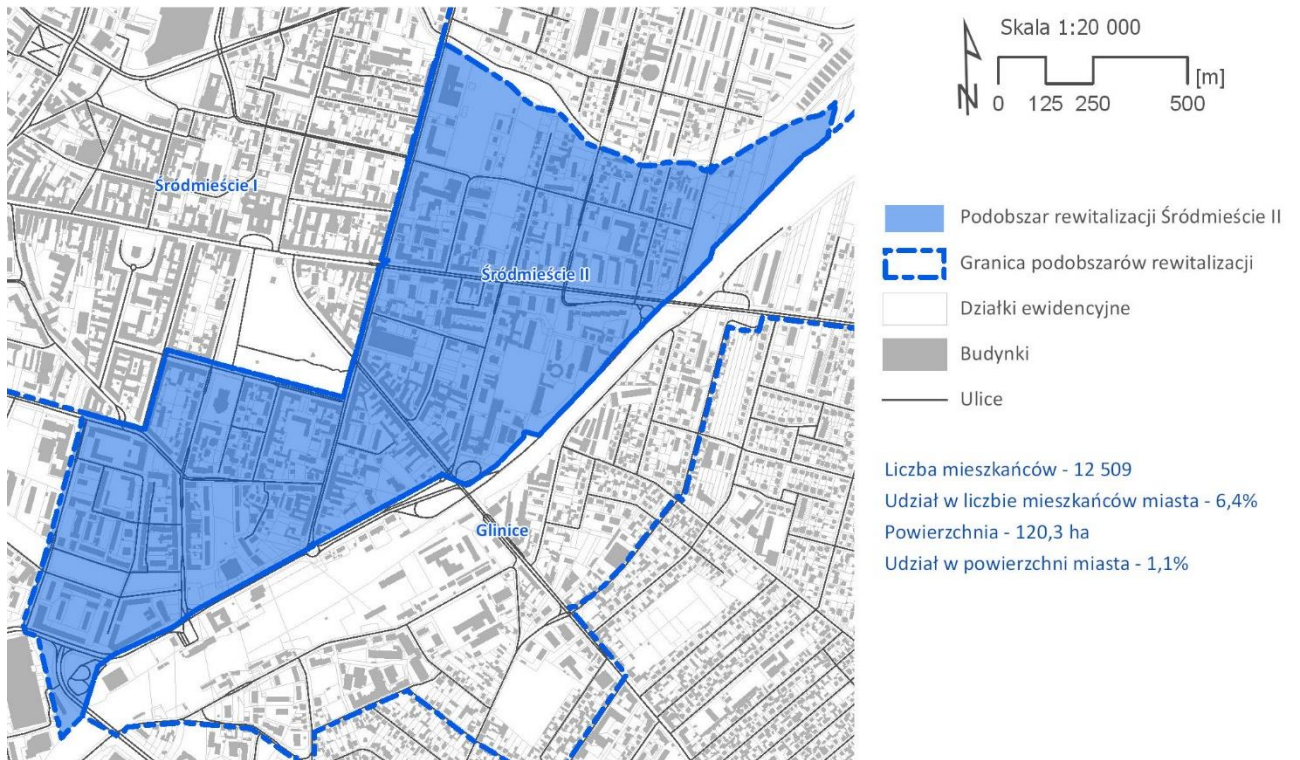 Skala 1:20 000
N
[m]
0 125 250 500
Śródmieście I
Śródmieście II
Glinice
Podobszar rewitalizacji Śródmieście II
Granica podobszarów rewitalizacji
Działki ewidencyjne
Budynki
Ulice
Liczba mieszkańców - 12 509
Udział w liczbie mieszkańców miasta - 6,4%
Powierzchnia - 120,3 ha
Udział w powierzchni miasta - 1,1%